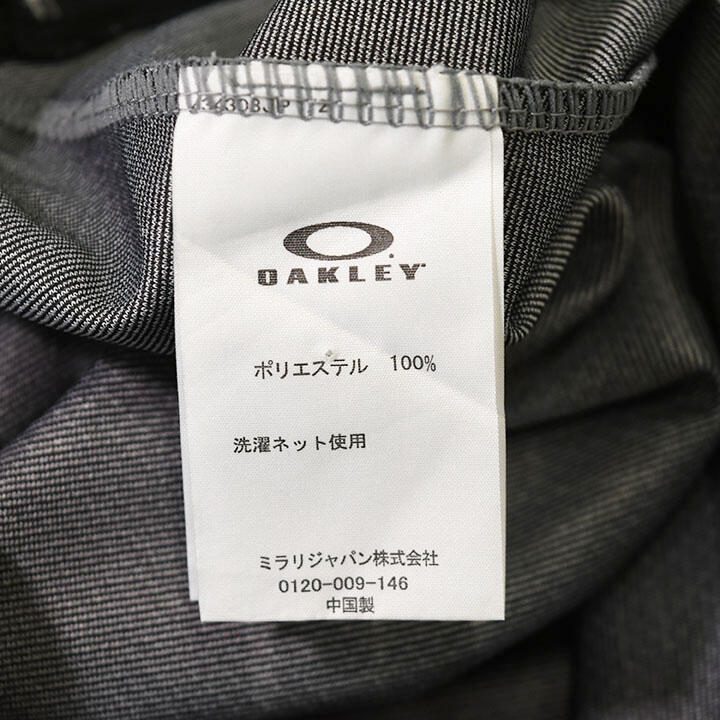 OAKLEY
ポリエステル 100%
洗濯ネット使用
ミラリジャパン株式会社
0120-009-146
中国製